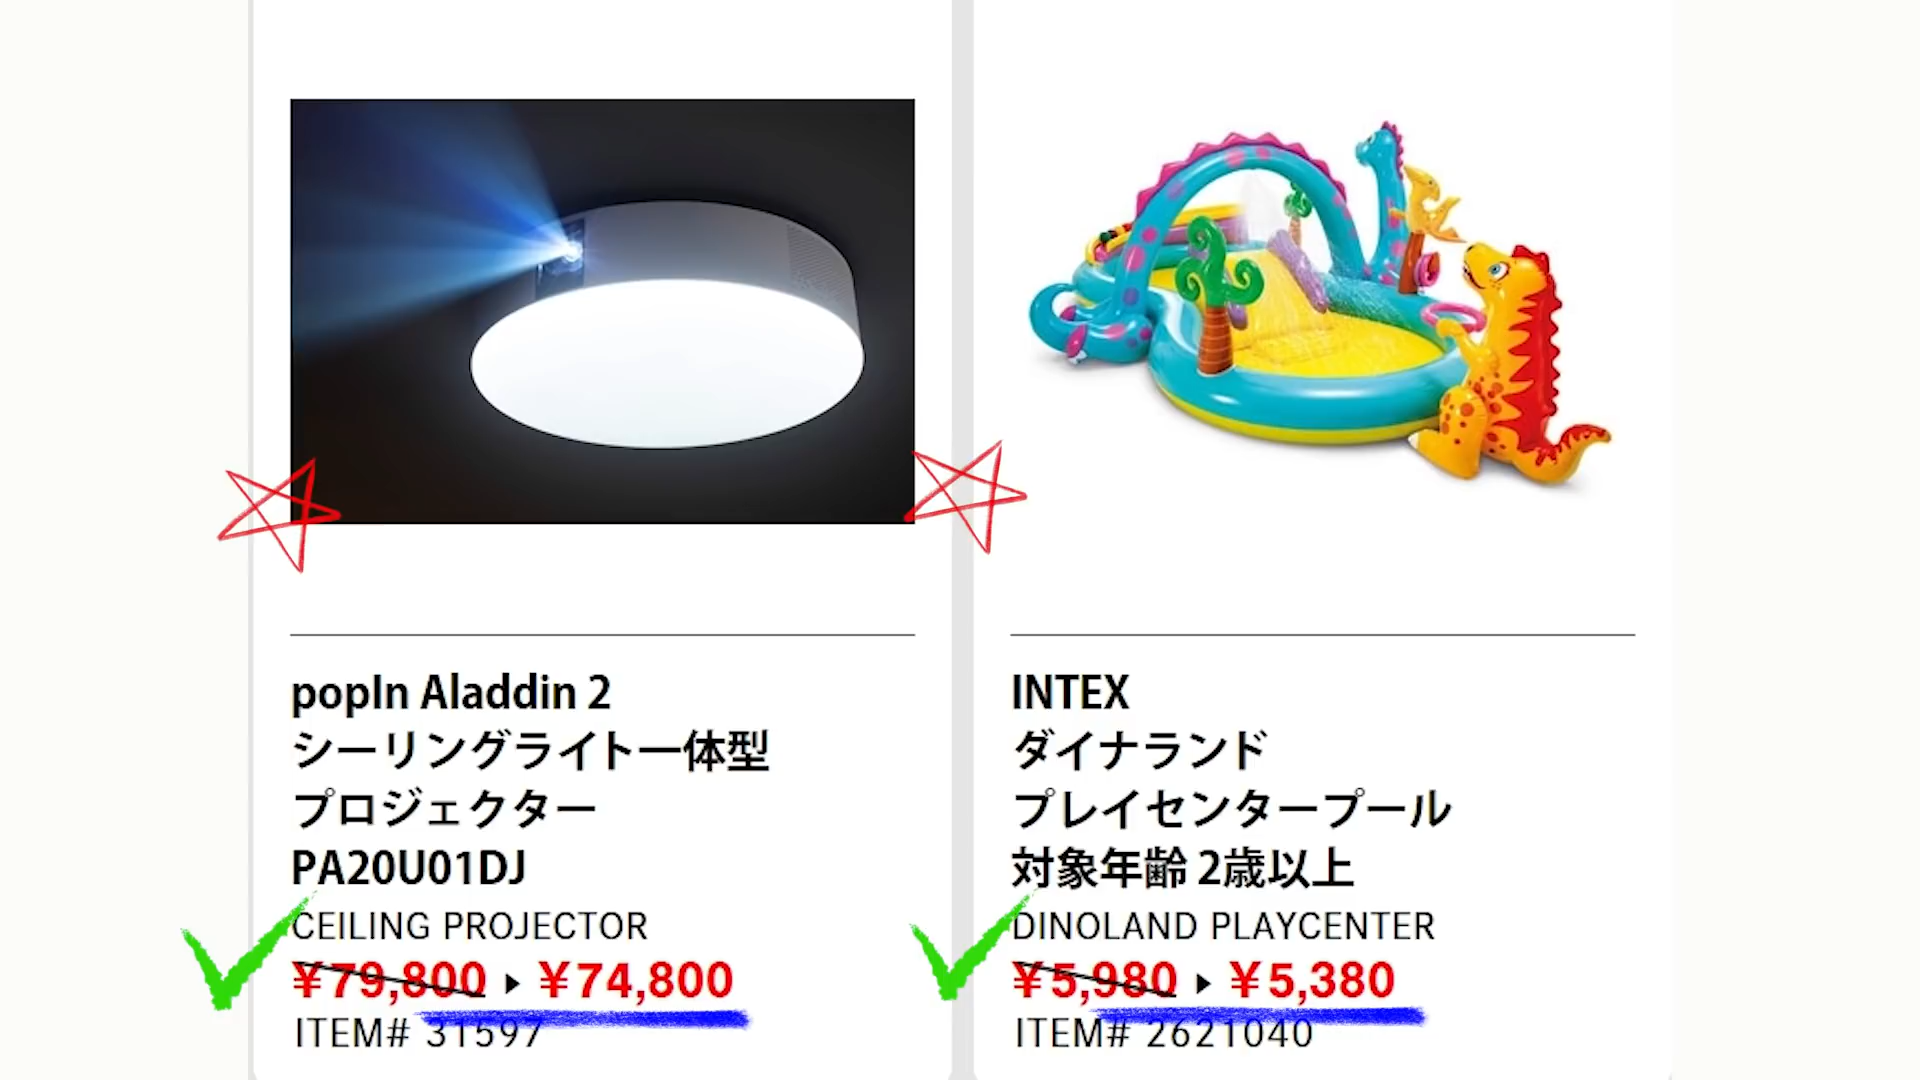 popIn Aladdin 2
シーリングライト一体型
プロジェクター
PA20U01DJ
CEILING PROJECTOR
¥79,800 ▶ ¥74,800
ITEM# 31597
INTEX
ダイナランド
プレイセンタープール
対象年齢 2歳以上
DINOLAND PLAYCENTER
¥5,980 ▶ ¥5,380
ITEM# 2621040